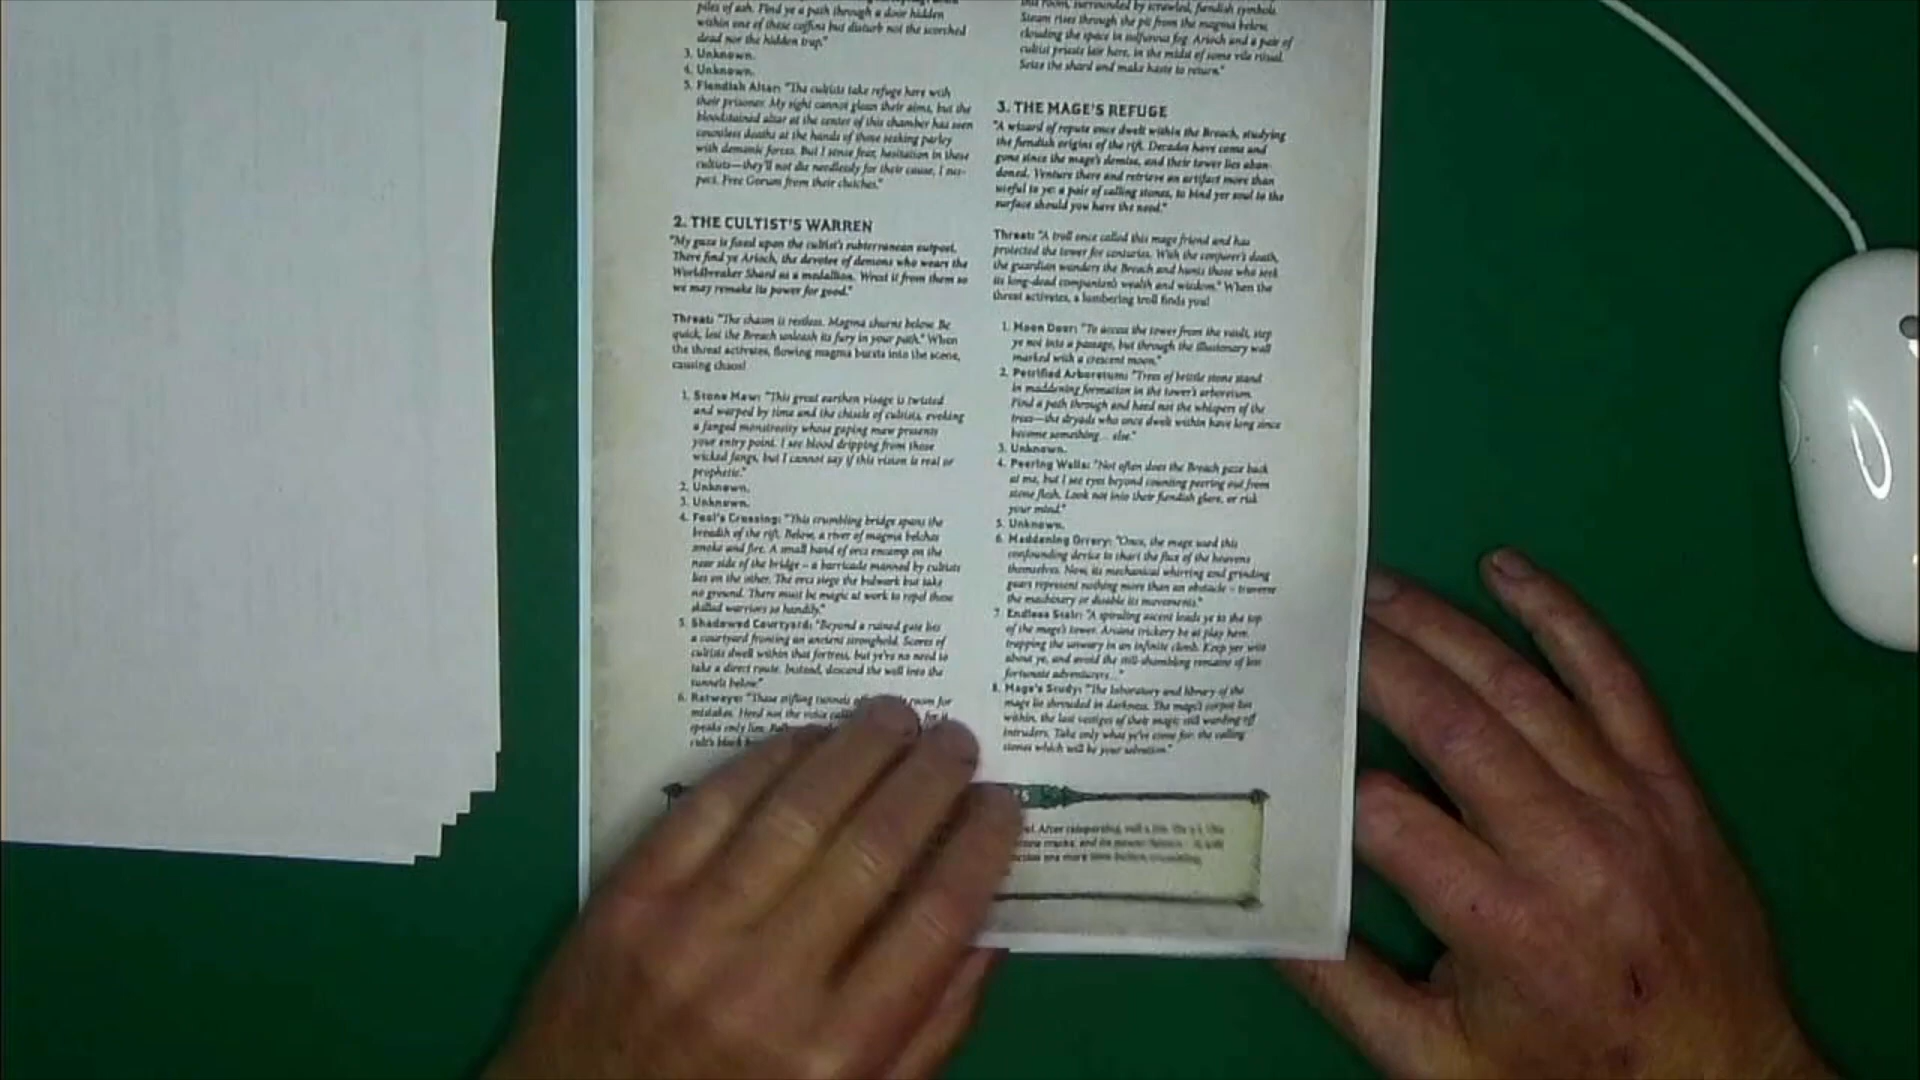 piles of ash. Find ye a path through a door hidden
within one of these coffins but disturb not the scorched
dead nor the hidden trap."
3. Unknown.
4. Unknown.
5. Fiendish Altar: "The cultists take refuge here with
their prisoner. My sight cannot glean their aims, but the
bloodstained altar at the center of this chamber has seen
countless deaths at the hands of those seeking parley
with demonic forces. But I sense fear, hesitation in these
cultists—they'll not die needlessly for their cause, I sus-
pect. Free Gorum from their clutches."
2. THE CULTIST'S WARREN
"My gaze is fixed upon the cultist's subterranean outpost.
There find ye Arioch, the devotee of demons who wears the
Worldbreaker Shard as a medallion. Wrest it from them so
we may remake its power for good."
Threat: "The chasm is restless. Magma churns below. Be
quick, lest the Breach unleash its fury in your path." When
the threat activates, flowing magma bursts into the scene,
causing chaos!
1. Stone Maw: "This great earthen visage is twisted
and warped by time and the chisels of cultists, evoking
a fanged monstrosity whose gaping maw presents
your entry point. I see blood dripping from those
wicked fangs, but I cannot say if this vision is real or
prophetic."
2. Unknown.
3. Unknown.
4. Fool's Crossing: "This crumbling bridge spans the
breadth of the rift. Below, a river of magma belches
smoke and fire. A small band of orcs encamp on the
near side of the bridge – a barricade manned by cultists
lies on the other. The orcs siege the bulwark but take
no ground. There must be magic at work to repel these
skilled warriors so handily."
5. Shadowed Courtyard: "Beyond a ruined gate lies
a courtyard fronting an ancient stronghold. Scores of
cultists dwell within that fortress, but ye've no need to
take a direct route. Instead, descend the well into the
tunnels below."
6. Ratways: "These stifling tunnels room for
mistakes. Heed not the voice for it
speaks only lies.
cult's black
this room, surrounded by scrawled, fiendish symbols.
Steam rises through the pit from the magma below,
clouding the space in sulfurous fog. Arioch and a pair of
cultist priests lair here, in the midst of some vile ritual.
Seize the shard and make haste to return."
3. THE MAGE'S REFUGE
"A wizard of repute once dwelt within the Breach, studying
the fiendish origins of the rift. Decades have come and
gone since the mage's demise, and their tower lies aban-
doned. Venture there and retrieve an artifact more than
useful to ye: a pair of calling stones, to bind yer soul to the
surface should you have the need."
Threat: "A troll once called this mage friend and has
protected the tower for centuries. With the conjurer's death,
the guardian wanders the Breach and hunts those who seek
its long-dead companion's wealth and wisdom." When the
threat activates, a lumbering troll finds you!
1. Moon Door: "To access the tower from the vault, step
ye not into a passage, but through the illusionary wall
marked with a crescent moon."
2. Petrified Arboretum: "Trees of brittle stone stand
in maddening formation in the tower's arboretum.
Find a path through and heed not the whispers of the
trees—the dryads who once dwelt within have long since
become something... else."
3. Unknown.
4. Peering Walls: "Not often does the Breach gaze back
at me, but I see eyes beyond counting peering out from
stone flesh. Look not into their fiendish glare, or risk
your mind."
5. Unknown.
6. Maddening Orrery: "Once, the mage used this
confounding device to chart the flux of the heavens
themselves. Now, its mechanical whirring and grinding
gears represent nothing more than an obstacle – traverse
the machinery or disable its movements."
7. Endless Stair: "A spiraling ascent leads ye to the top
of the mage's tower. Arcane trickery be at play here,
trapping the unwary in an infinite climb. Keep yer wits
about ye, and avoid the still-shambling remains of less
fortunate adventurers..."
8. Mage's Study: "The laboratory and library of the
mage lie shrouded in darkness. The mage's corpse lies
within, the last vestiges of their magic still warding off
intruders. Take only what ye've come for: the calling
stones which will be your salvation."
After teleporting, roll a
stone cracks, and its power
one more time before crumbling.